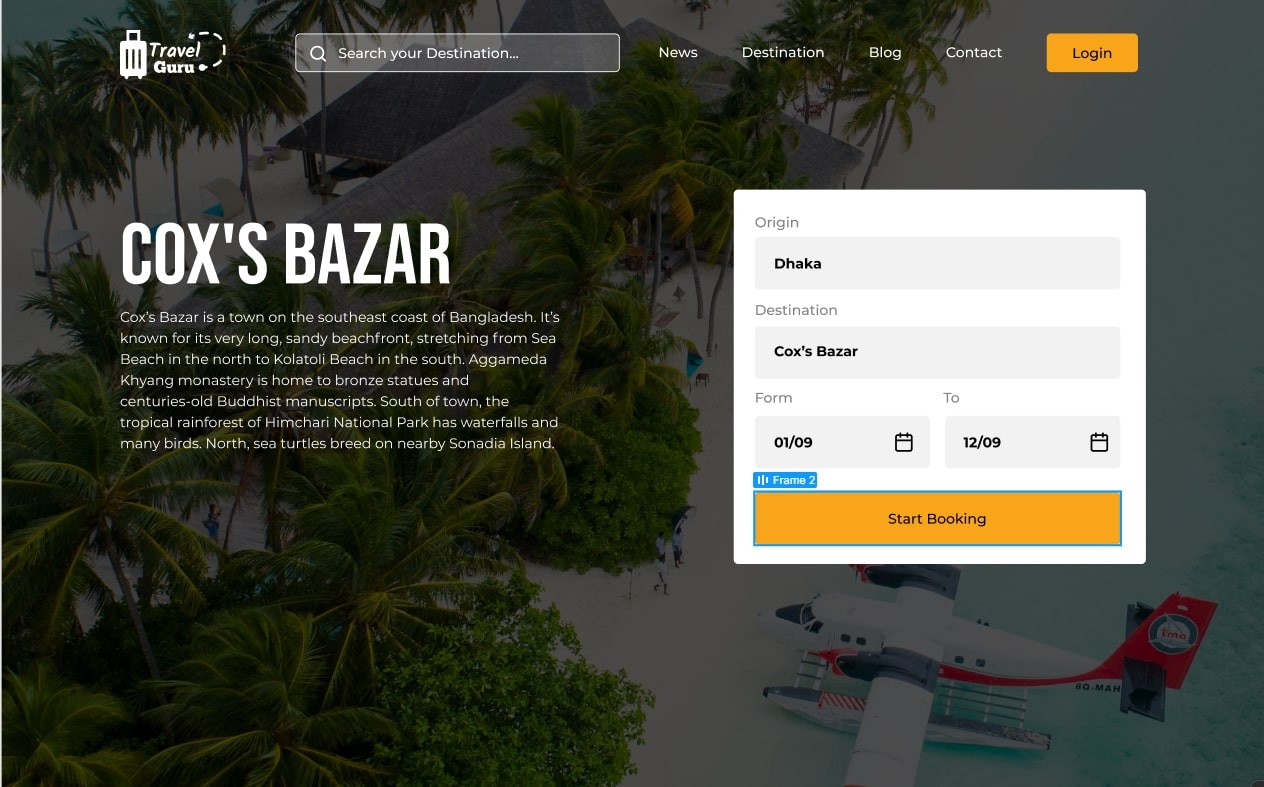 Travel
Guru
Search your Destination...
News
Destination
Blog
Contact
Login
COX'S BAZAR
Cox's Bazar is a town on the southeast coast of Bangladesh. It's
known for its very long, sandy beachfront, stretching from Sea
Beach in the north to Kolatoli Beach in the south. Aggameda
Khyang monastery is home to bronze statues and
centuries-old Buddhist manuscripts. South of town, the
tropical rainforest of Himchari National Park has waterfalls and
many birds. North, sea turtles breed on nearby Sonadia Island.
Origin
Dhaka
Destination
Cox's Bazar
Form
To
01/09
12/09
Frame 2
Start Booking
tma
8Q-MAH